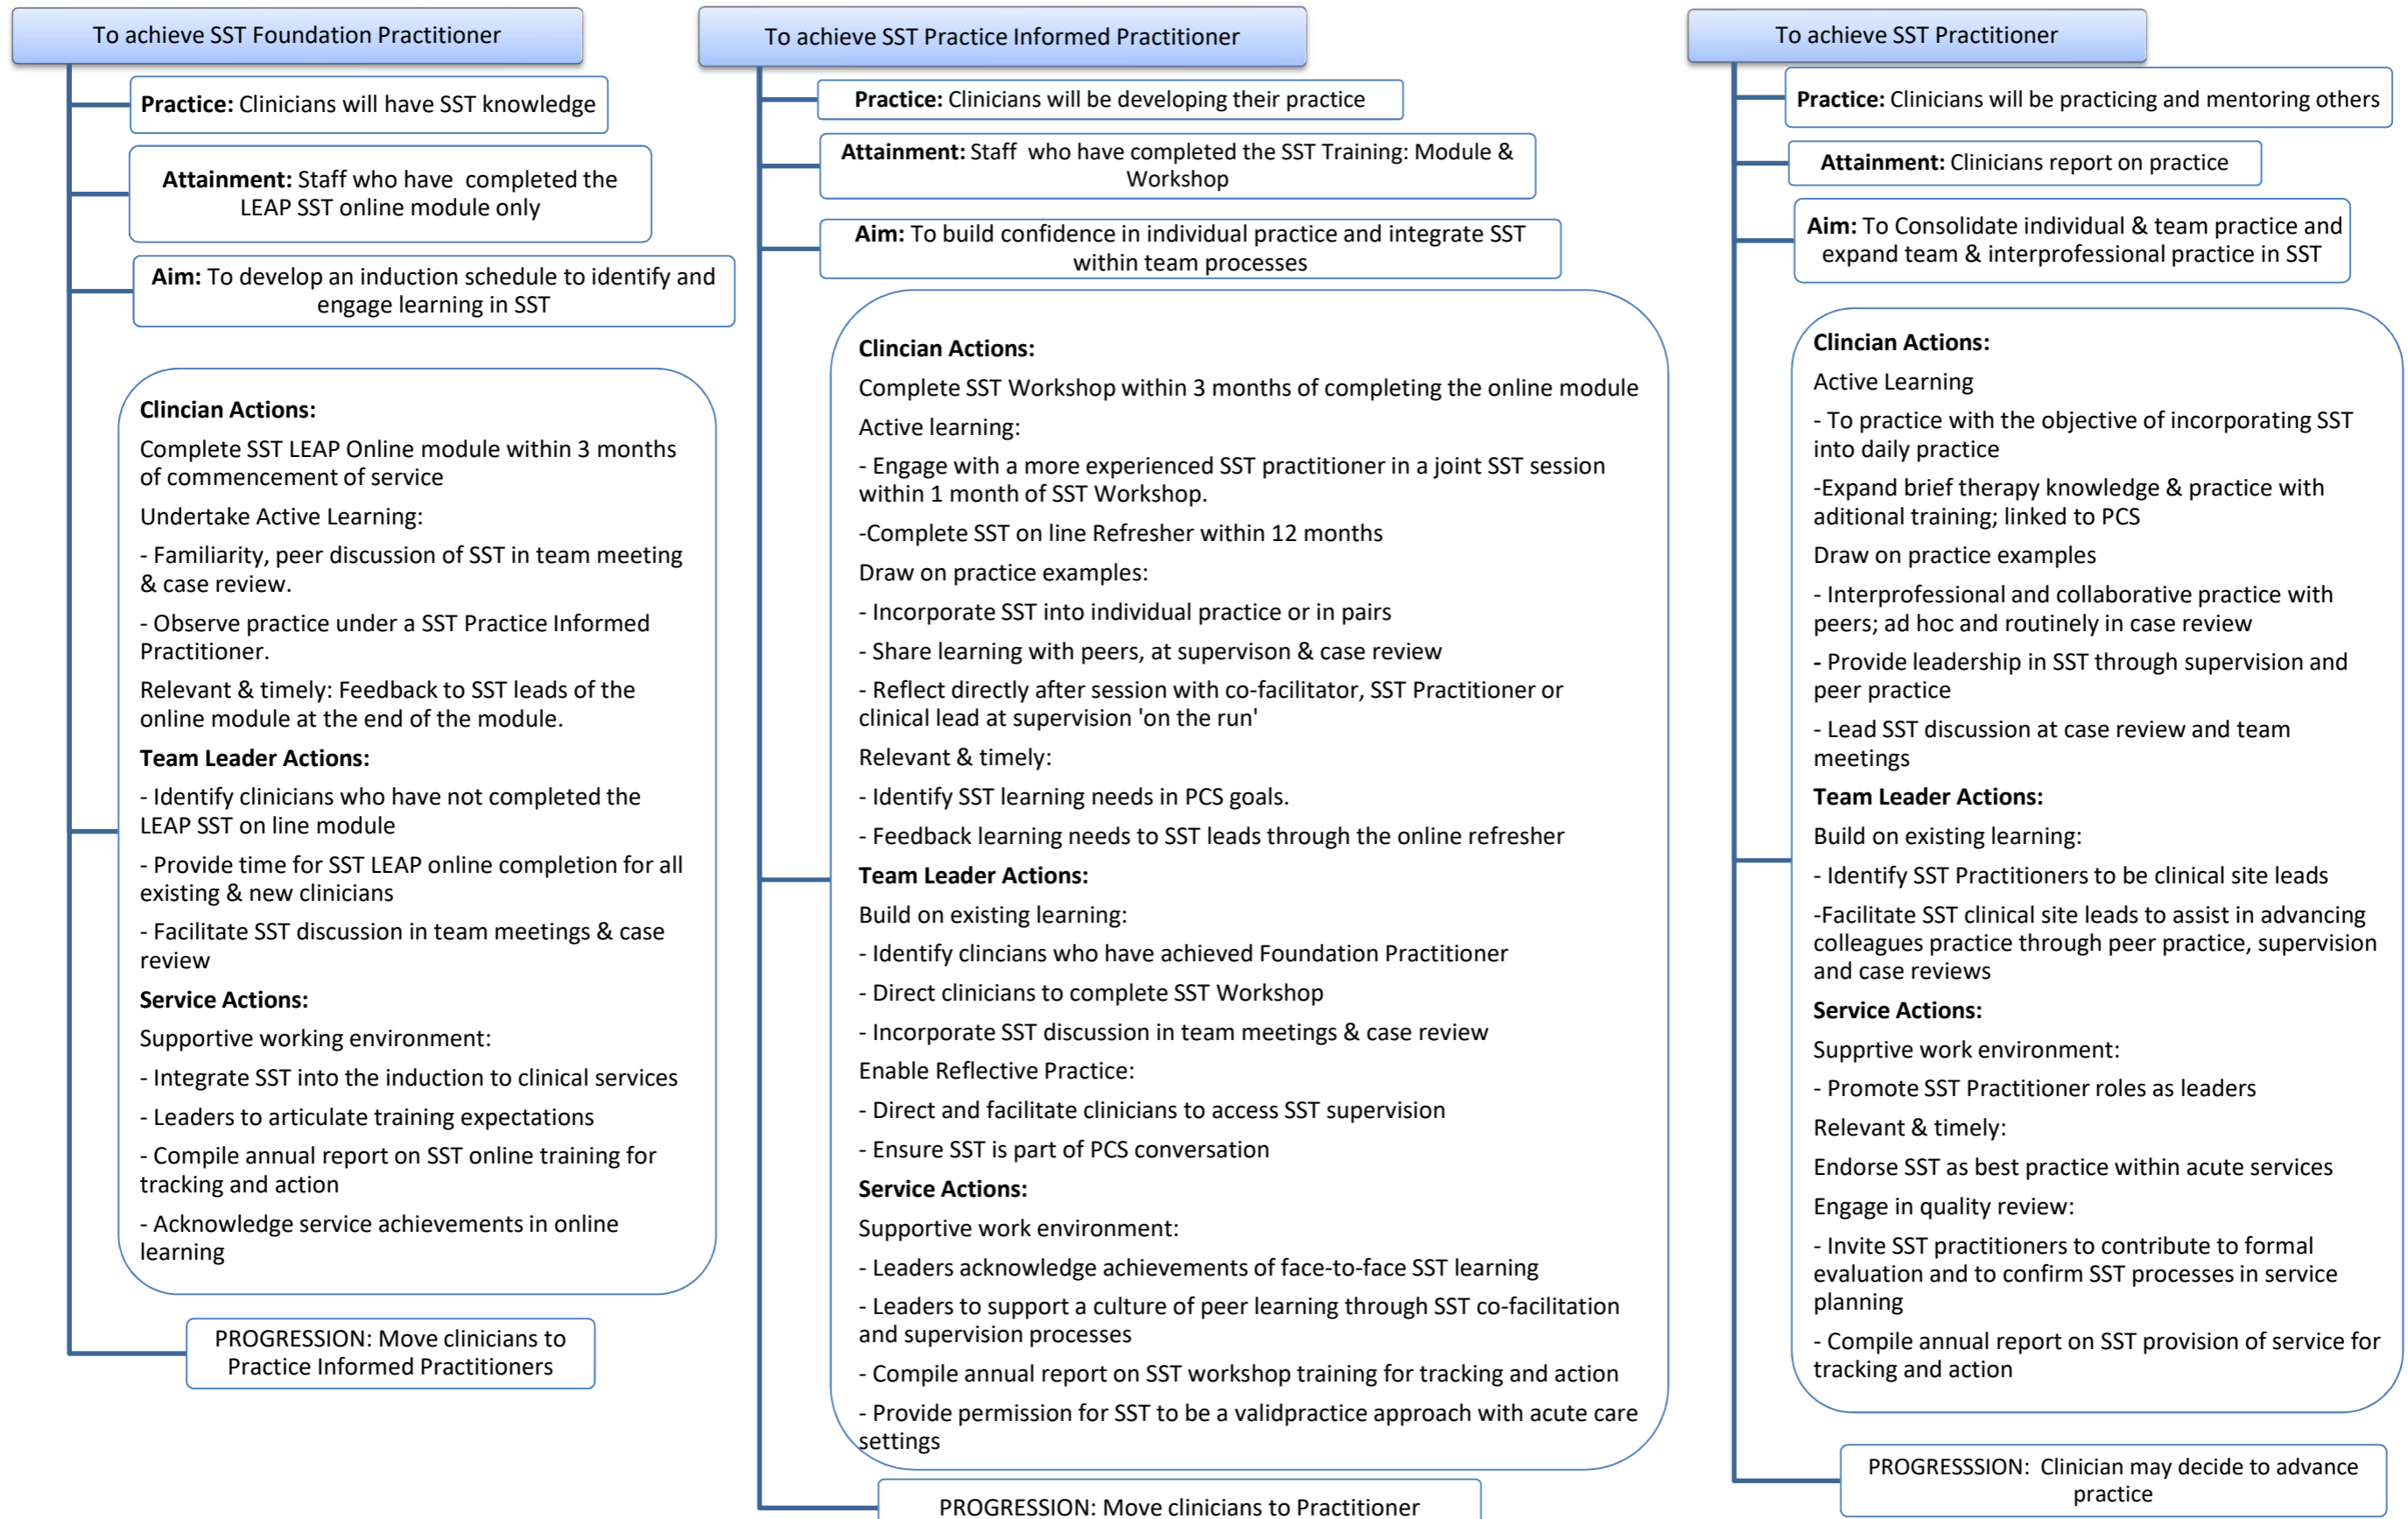 To achieve SST Foundation Practitioner
Practice: Clinicians will have SST knowledge
Attainment: Staff who have completed the
LEAP SST online module only
Aim: To develop an induction schedule to identify and
engage learning in SST
Clincian Actions:
Complete SST LEAP Online module within 3 months
of commencement of service
Undertake Active Learning:
- Familiarity, peer discussion of SST in team meeting
& case review.
- Observe practice under a SST Practice Informed
Practitioner.
Relevant & timely: Feedback to SST leads of the
online module at the end of the module.
Team Leader Actions:
- Identify clinicians who have not completed the
LEAP SST on line module
- Provide time for SST LEAP online completion for all
existing & new clinicians
- Facilitate SST discussion in team meetings & case
review
Service Actions:
Supportive working environment:
- Integrate SST into the induction to clinical services
- Leaders to articulate training expectations
- Compile annual report on SST online training for
tracking and action
- Acknowledge service achievements in online
learning
PROGRESSION: Move clinicians to
Practice Informed Practitioners
To achieve SST Practice Informed Practitioner
Practice: Clinicians will be developing their practice
Attainment: Staff who have completed the SST Training: Module &
Workshop
Aim: To build confidence in individual practice and integrate SST
within team processes
Clincian Actions:
Complete SST Workshop within 3 months of completing the online module
Active learning:
- Engage with a more experienced SST practitioner in a joint SST session
within 1 month of SST Workshop.
-Complete SST on line Refresher within 12 months
Draw on practice examples:
- Incorporate SST into individual practice or in pairs
- Share learning with peers, at supervison & case review
- Reflect directly after session with co-facilitator, SST Practitioner or
clinical lead at supervision 'on the run'
Relevant & timely:
- Identify SST learning needs in PCS goals.
- Feedback learning needs to SST leads through the online refresher
Team Leader Actions:
Build on existing learning:
- Identify clincians who have achieved Foundation Practitioner
- Direct clinicians to complete SST Workshop
- Incorporate SST discussion in team meetings & case review
Enable Reflective Practice:
- Direct and facilitate clinicians to access SST supervision
- Ensure SST is part of PCS conversation
Service Actions:
Supportive work environment:
- Leaders acknowledge achievements of face-to-face SST learning
- Leaders to support a culture of peer learning through SST co-facilitation
and supervision processes
- Compile annual report on SST workshop training for tracking and action
- Provide permission for SST to be a validpractice approach with acute care
settings
PROGRESSION: Move clinicians to Practitioner
To achieve SST Practitioner
Practice: Clinicians will be practicing and mentoring others
Attainment: Clinicians report on practice
Aim: To Consolidate individual & team practice and
expand team & interprofessional practice in SST
Clincian Actions:
Active Learning
- To practice with the objective of incorporating SST
into daily practice
-Expand brief therapy knowledge & practice with
aditional training; linked to PCS
Draw on practice examples
- Interprofessional and collaborative practice with
peers; ad hoc and routinely in case review
- Provide leadership in SST through supervision and
peer practice
- Lead SST discussion at case review and team
meetings
Team Leader Actions:
Build on existing learning:
- Identify SST Practitioners to be clinical site leads
-Facilitate SST clinical site leads to assist in advancing
colleagues practice through peer practice, supervision
and case reviews
Service Actions:
Supprtive work environment:
- Promote SST Practitioner roles as leaders
Relevant & timely:
Endorse SST as best practice within acute services
Engage in quality review:
- Invite SST practitioners to contribute to formal
evaluation and to confirm SST processes in service
planning
- Compile annual report on SST provision of service for
tracking and action
PROGRESSSION: Clinician may decide to advance
practice